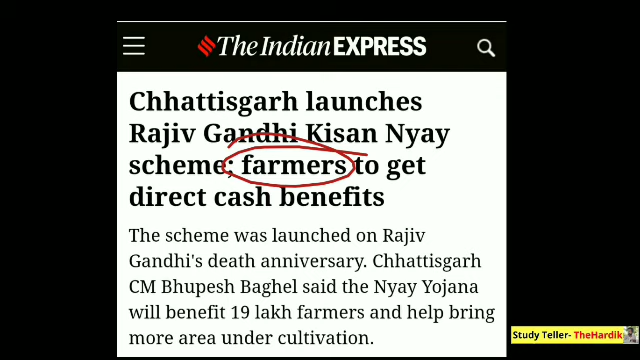 The Indian EXPRESS
Chhattisgarh launches
Rajiv Gandhi Kisan Nyay
scheme; farmers to get
direct cash benefits
The scheme was launched on Rajiv
Gandhi's death anniversary. Chhattisgarh
CM Bhupesh Baghel said the Nyay Yojana
will benefit 19 lakh farmers and help bring
more area under cultivation.
Study Teller- TheHardik